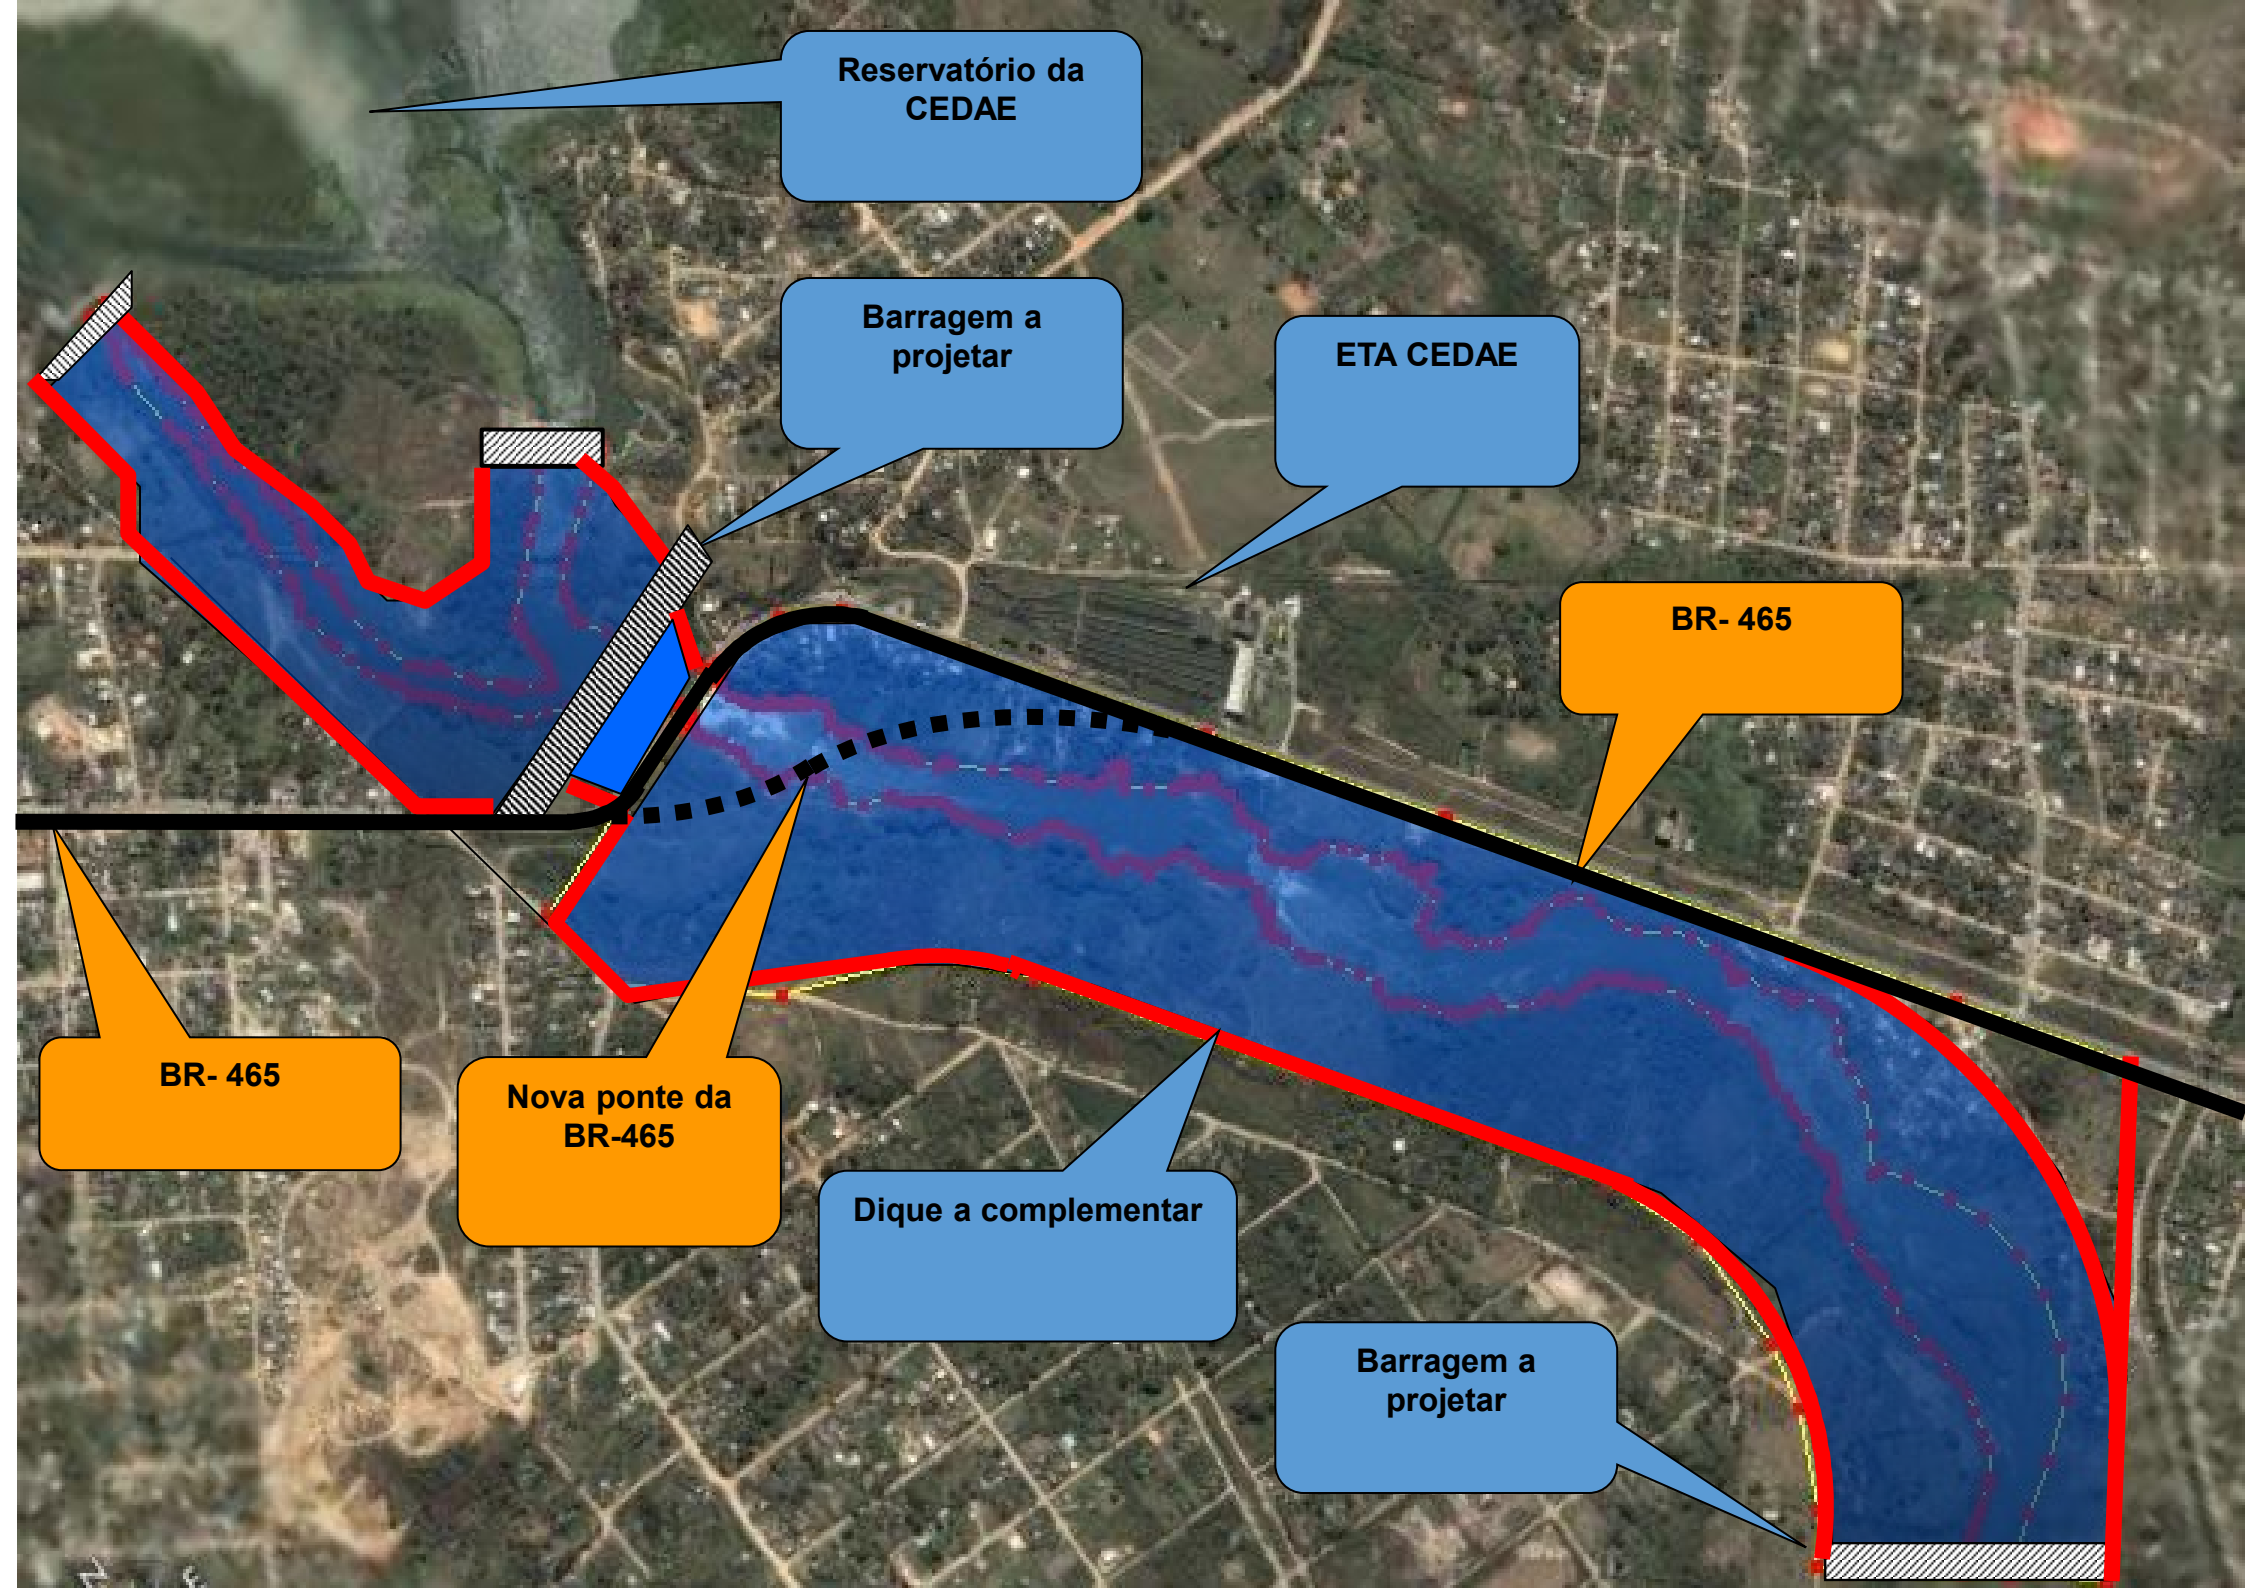 Reservatório da
CEDAE
Barragem a
projetar
ETA CEDAE
BR- 465
BR- 465
Nova ponte da
BR-465
Dique a complementar
Barragem a
projetar